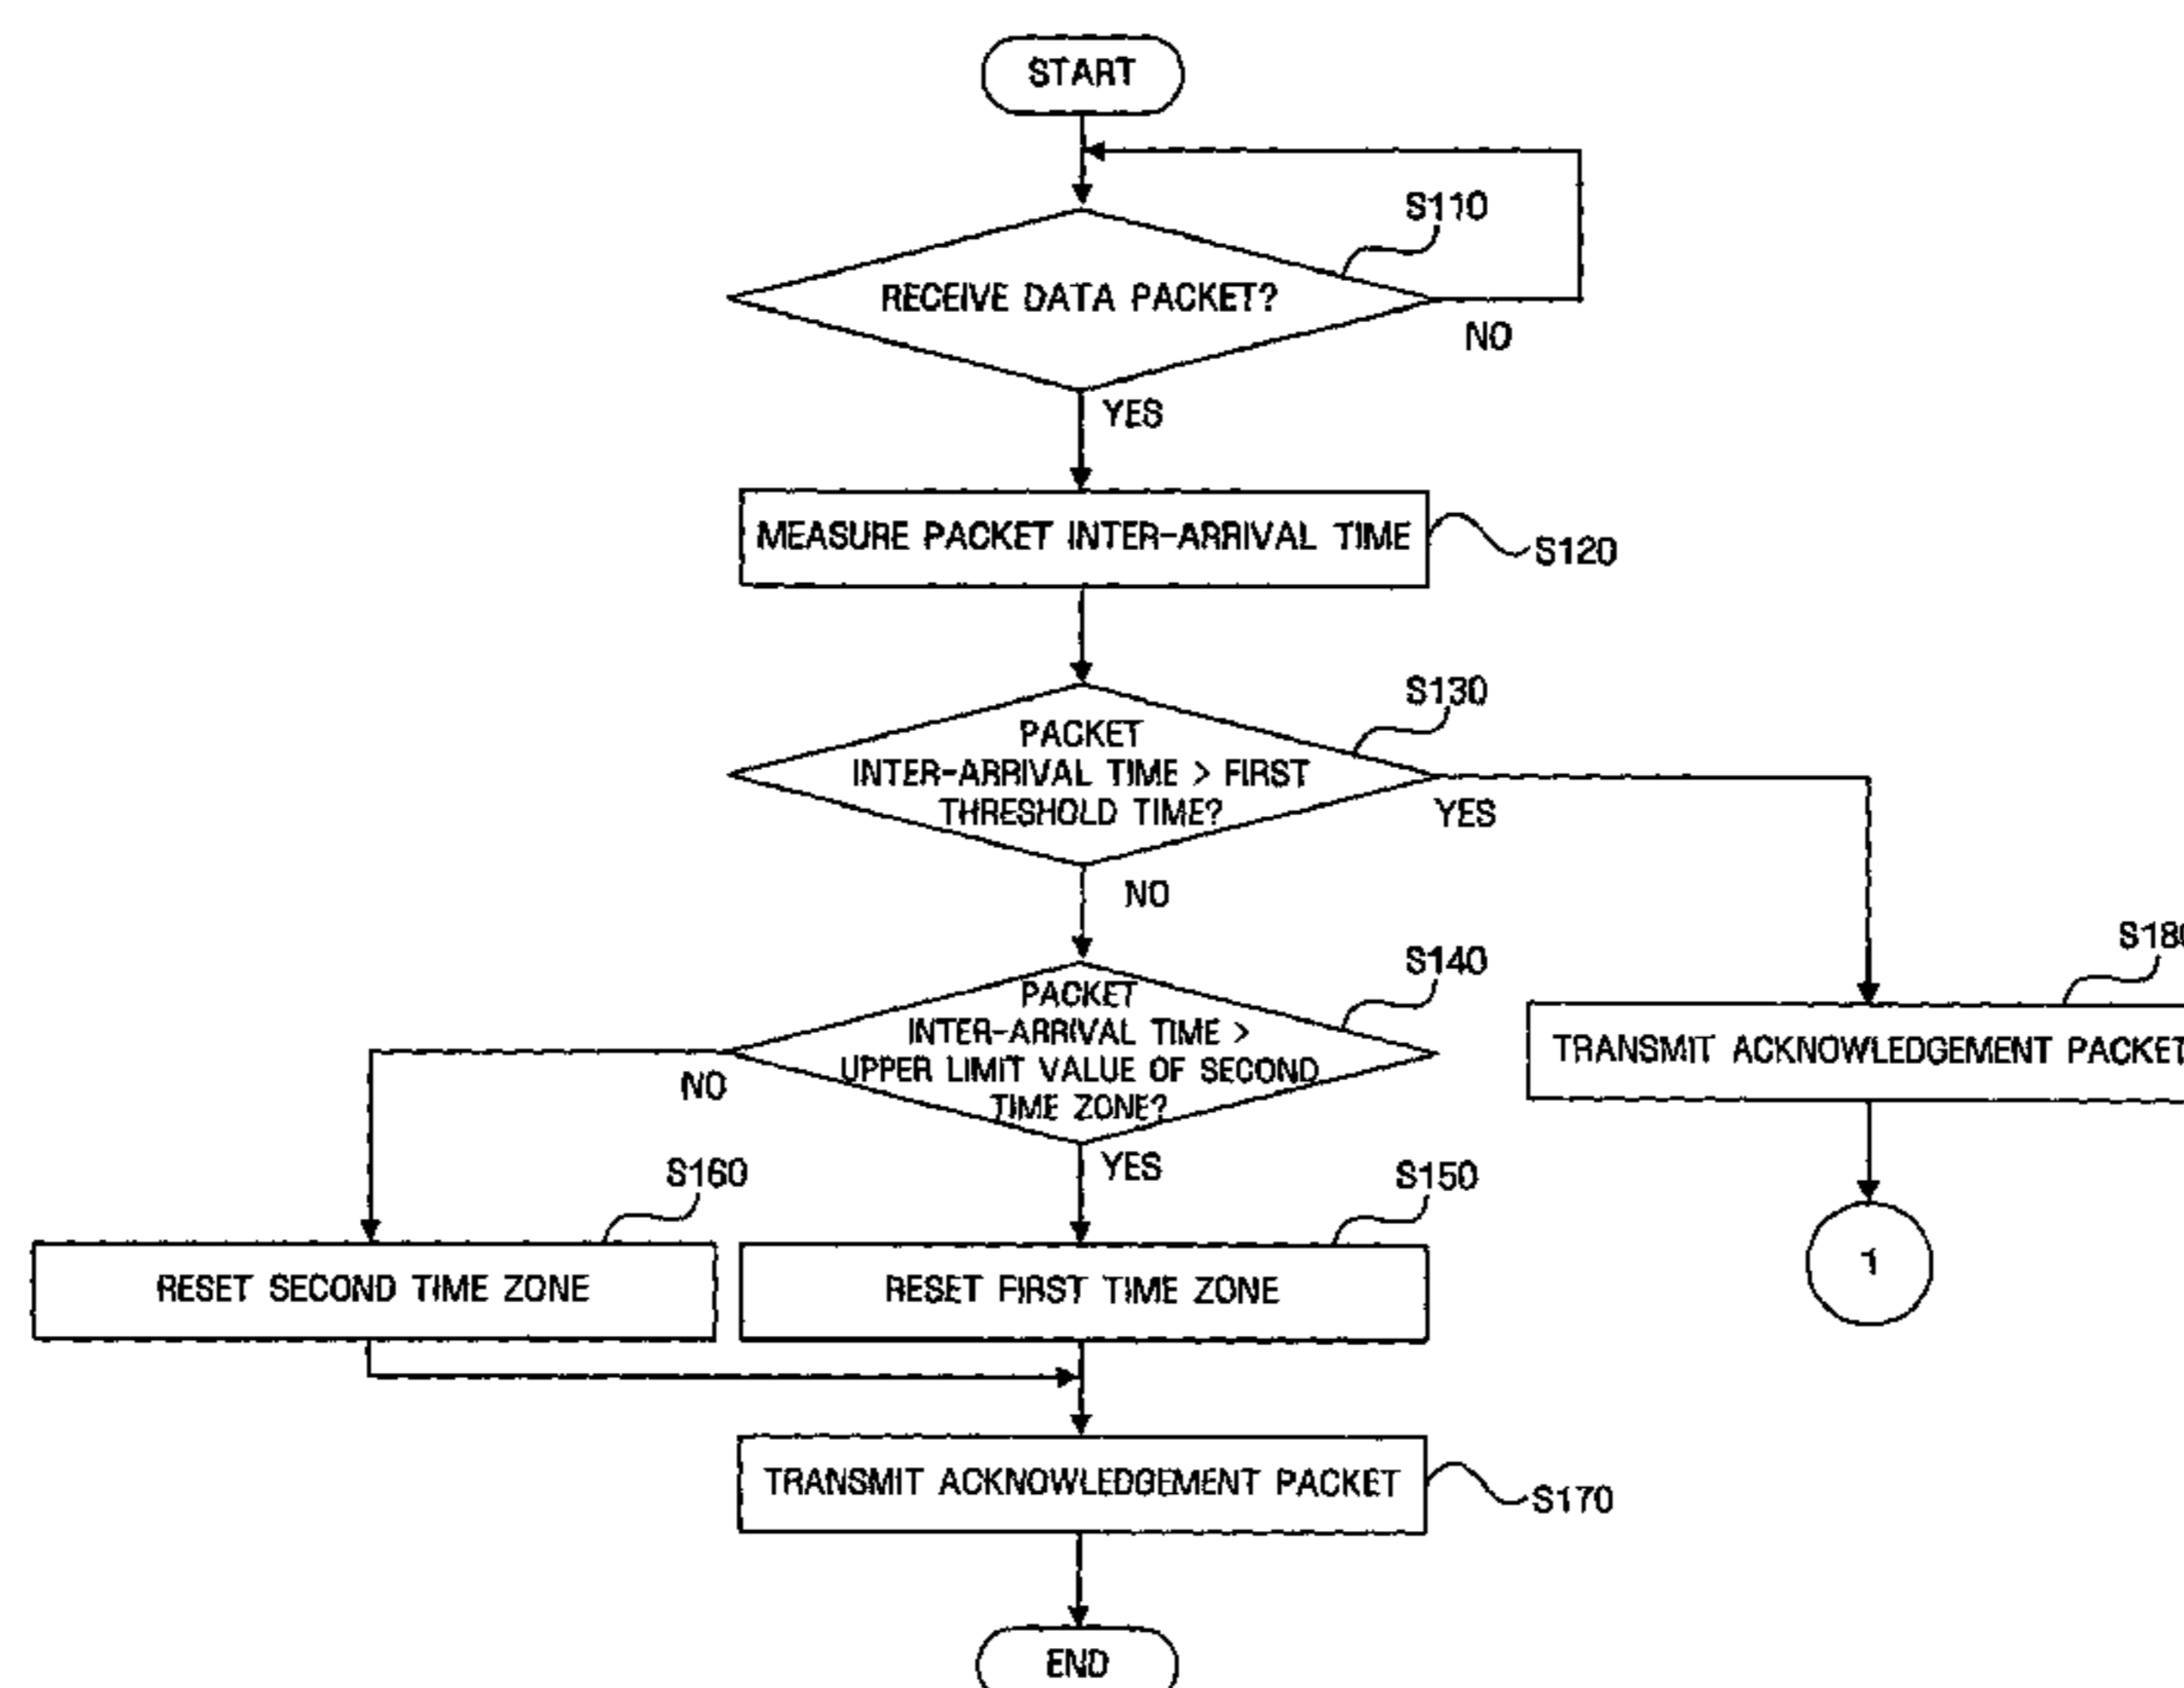 START
S110
RECEIVE DATA PACKET?
NO
YES
MEASURE PACKET INTER-ARRIVAL TIME
S120
S130
PACKET
INTER-ARRIVAL TIME > FIRST
THRESHOLD TIME?
YES
NO
S140
PACKET
INTER-ARRIVAL TIME >
UPPER LIMIT VALUE OF SECOND
TIME ZONE?
NO
YES
S180
TRANSMIT ACKNOWLEDGEMENT PACKET
1
S160
RESET SECOND TIME ZONE
S150
RESET FIRST TIME ZONE
TRANSMIT ACKNOWLEDGEMENT PACKET
S170
END